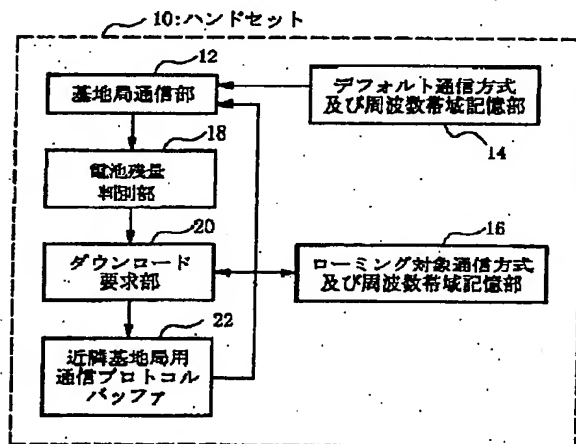 10:ハンドセット
12
基地局通信部
デフォルト通信方式
及び周波数帯域記憶部
14
18
電池残量
判別部
20
ダウンロード
要求部
16
ローミング対象通信方式
及び周波数帯域記憶部
22
近隣基地局用
通信プロトコル
バッファ